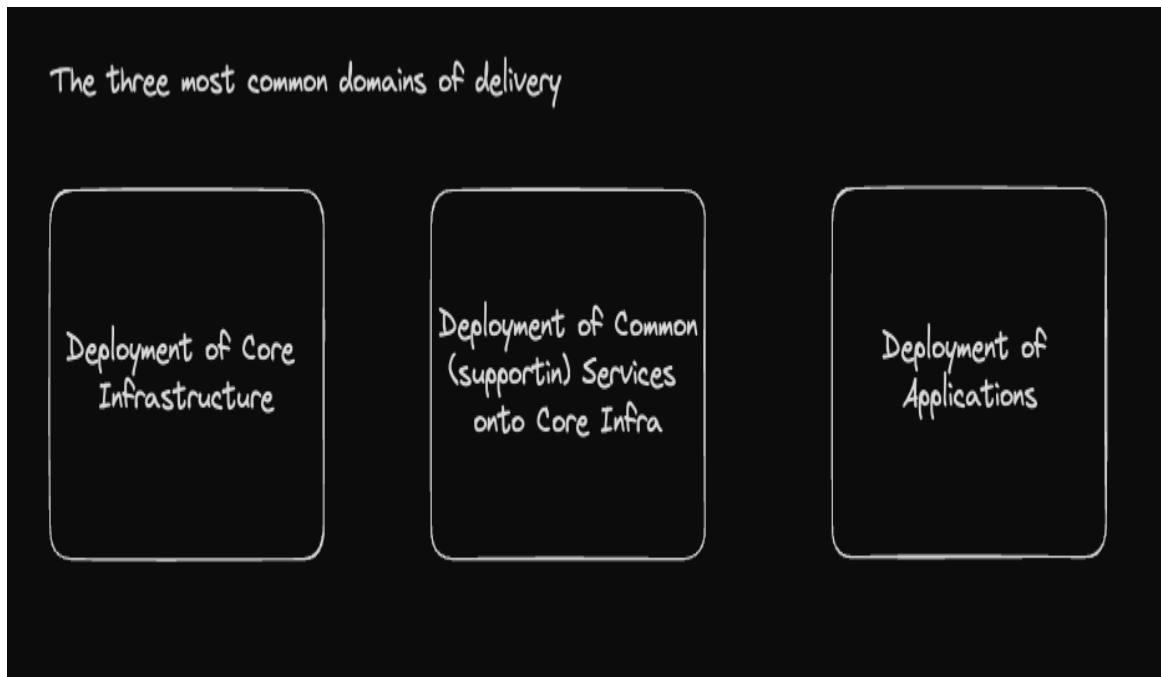 The three most common domains of delivery
Deployment of Core
Infrastructure
Deployment of Common
(supportin) Services
onto Core Infra
Deployment of
Applications